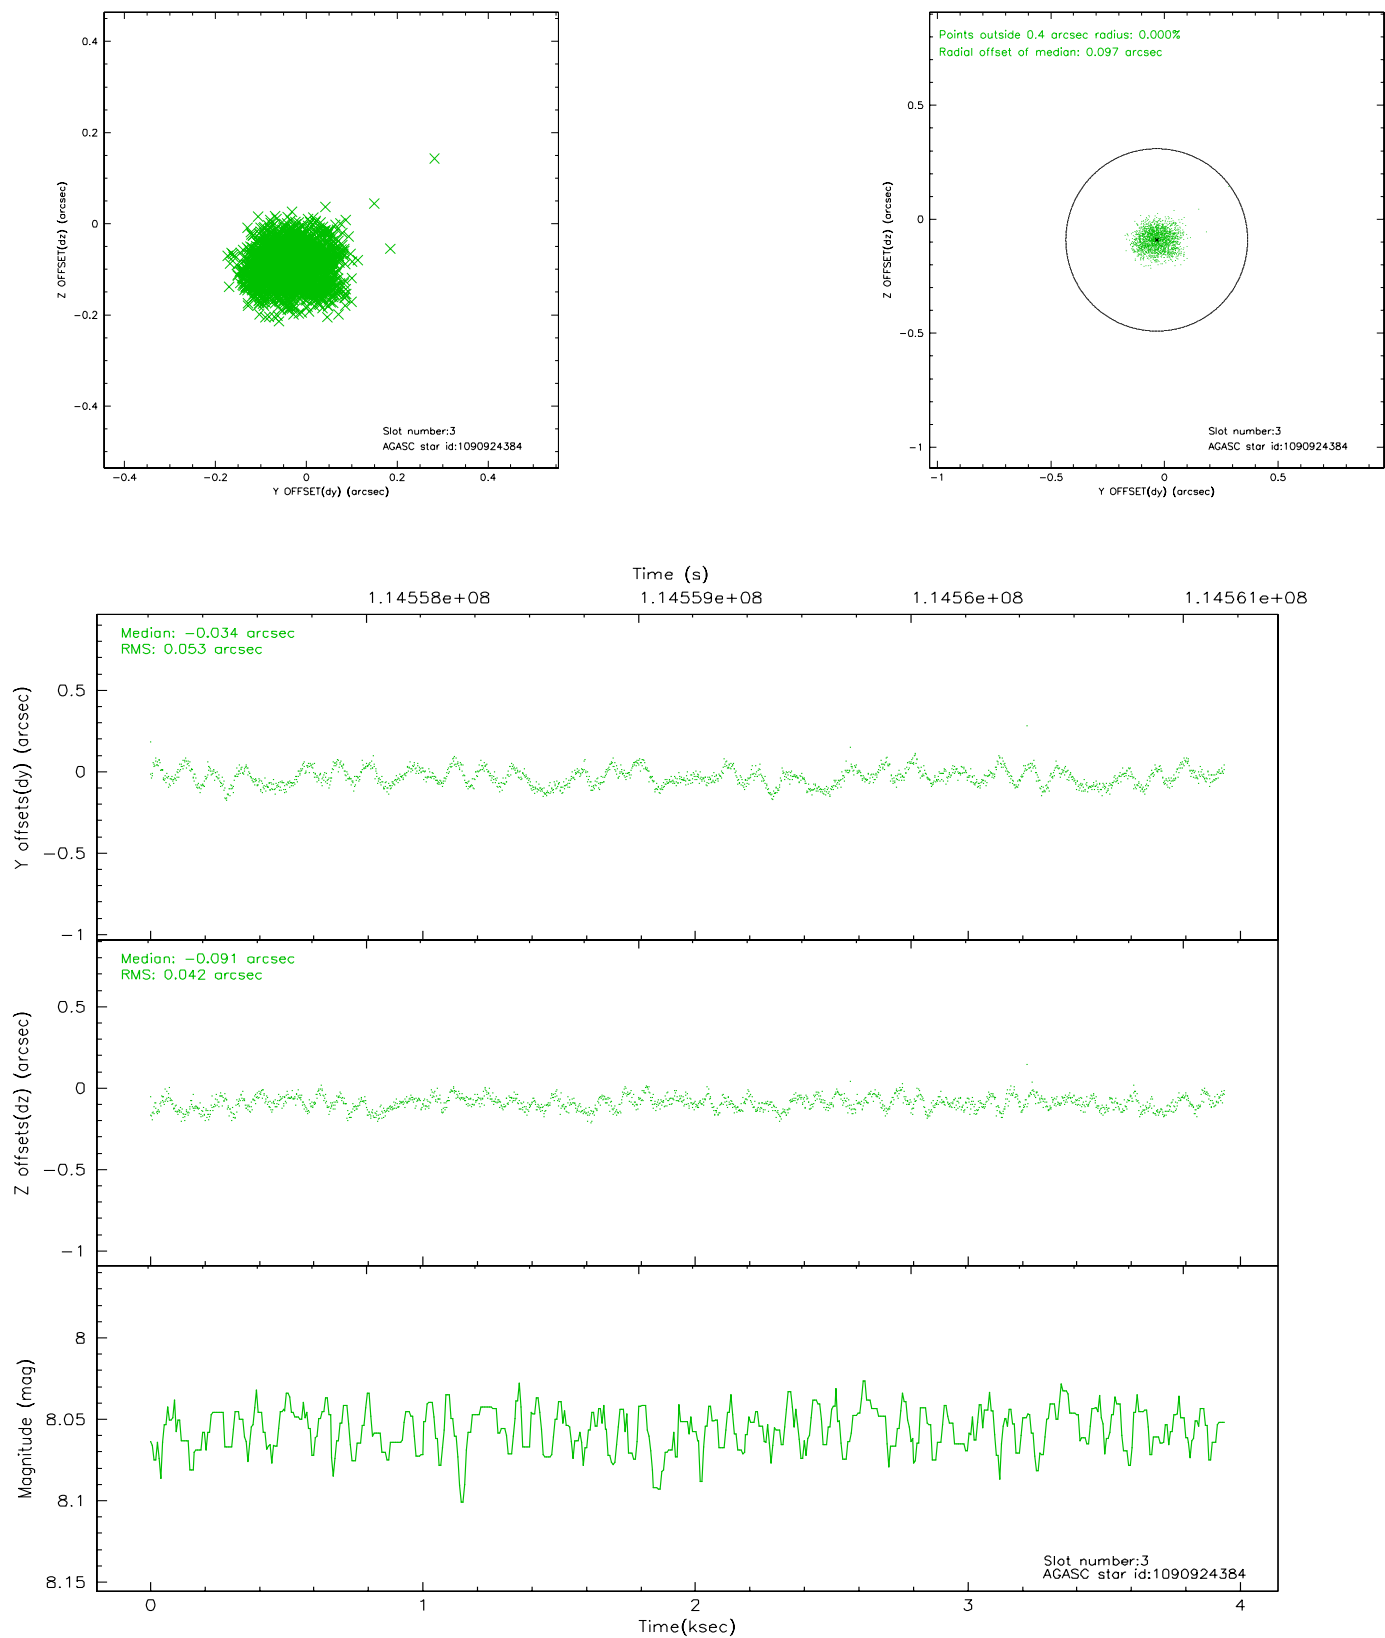 0.4
0.2
0
-0.2
-0.4
Z OFFSET(dz) (arcsec)
Slot number:3
AGASC star id:1090924384
-0.4 -0.2 0 0.2 0.4
Y OFFSET(dy) (arcsec)
Points outside 0.4 arcsec radius: 0.000%
Radial offset of median: 0.097 arcsec
0.5
0
-0.5
-1
Z OFFSET(dz) (arcsec)
Slot number:3
AGASC star id:1090924384
-1 -0.5 0 0.5
Y OFFSET(dy) (arcsec)
Time (s)
1.14558e+08 1.14559e+08 1.1456e+08 1.14561e+08
Median: -0.034 arcsec
RMS: 0.053 arcsec
0.5
0
-0.5
-1
Y offsets(dy) (arcsec)
Median: -0.091 arcsec
RMS: 0.042 arcsec
0.5
0
-0.5
-1
Z offsets(dz) (arcsec)
8
8.05
8.1
8.15
Magnitude (mag)
Slot number:3
AGASC star id:1090924384
0 1 2 3 4
Time(ksec)